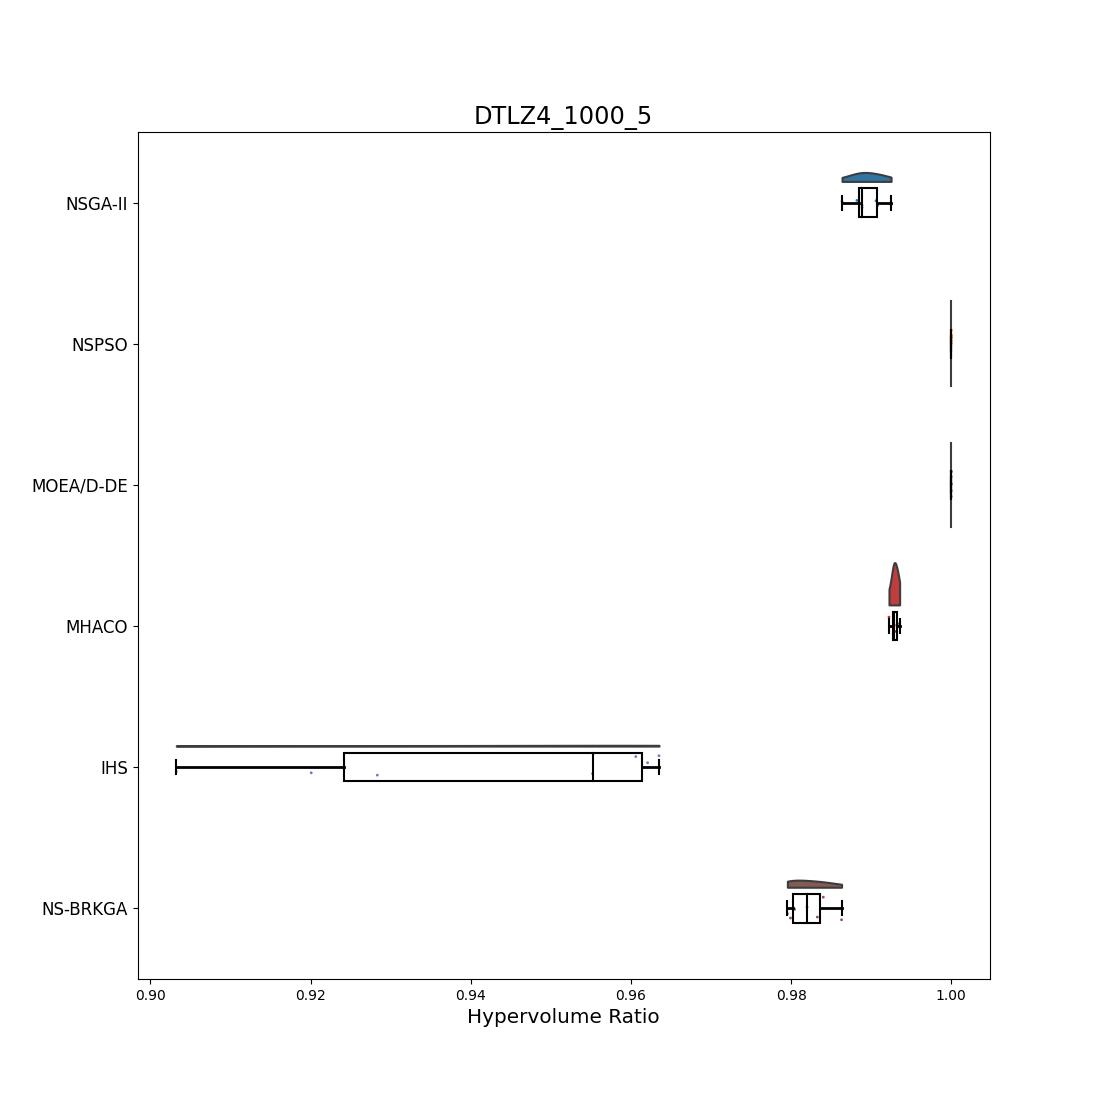 DTLZ4_1000_5
NSGA-II
NSPSO
MOEA/D-DE
MHACO
IHS
NS-BRKGA
0.90 0.92 0.94 0.96 0.98 1.00
Hypervolume Ratio